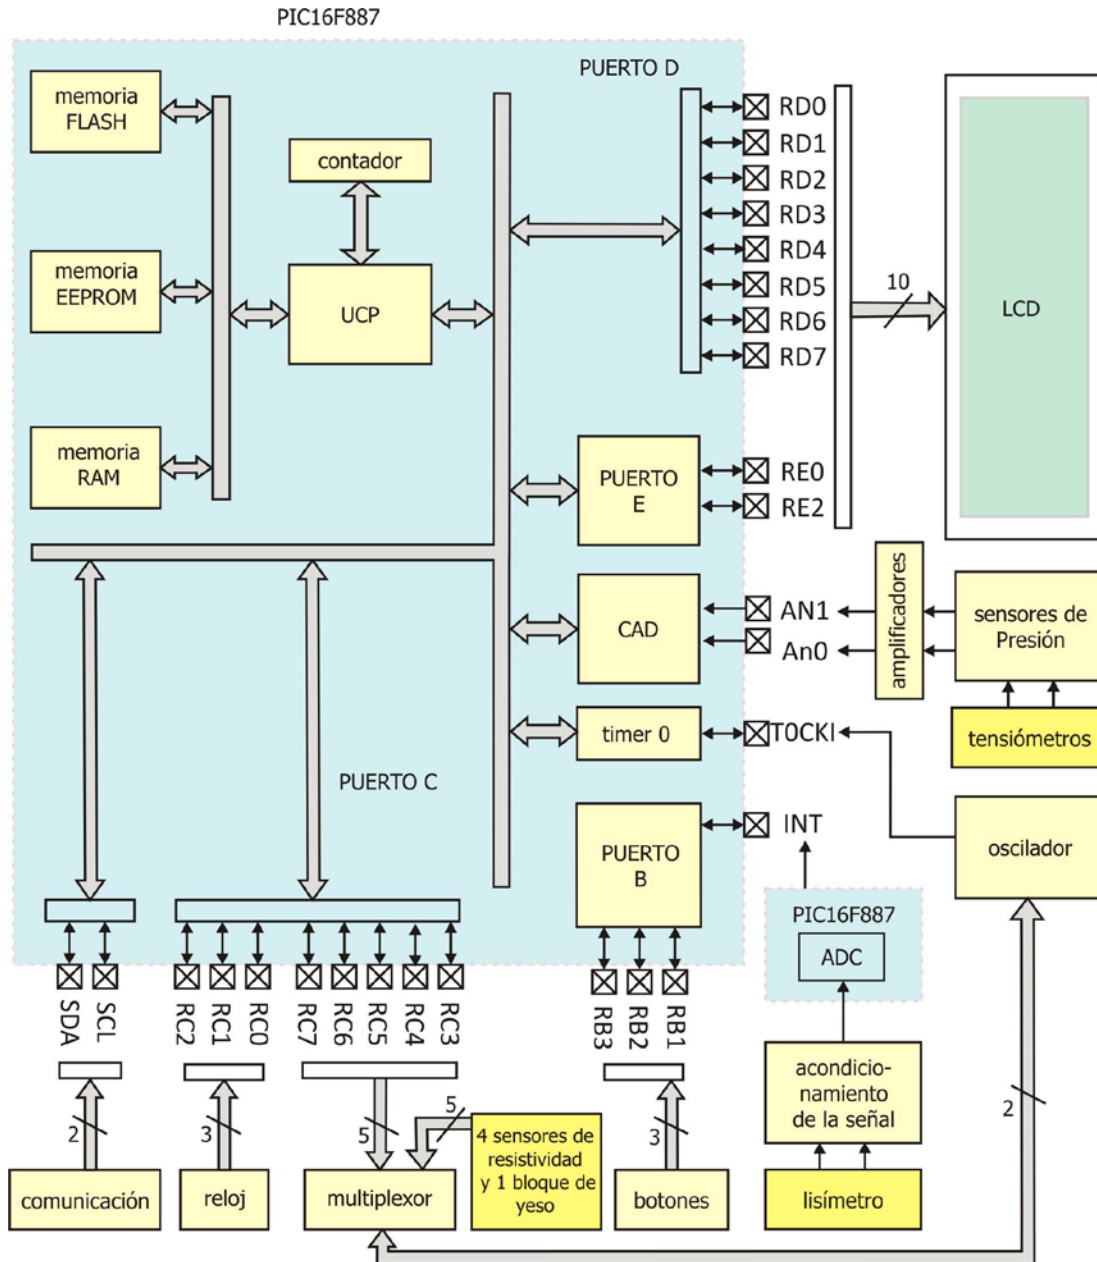 PIC16F887
PUERTO D
memoria
FLASH
contador
memoria
EEPROM
UCP
memoria
RAM
RD0
RD1
RD2
RD3
RD4
RD5
RD6
RD7
10
LCD
PUERTO
E
RE0
RE2
CAD
AN1
An0
amplificadores
sensores de
Presión
tensiómetros
timer 0
T0CKI
PUERTO C
PUERTO
B
INT
oscilador
PIC16F887
ADC
SDA
SCL
RC2
RC1
RC0
RC7
RC6
RC5
RC4
RC3
RB3
RB2
RB1
acondicio-
namiento
de la señal
2
3
5
5
3
2
4 sensores de
resistividad
y 1 bloque de
yeso
comunicación
reloj
multiplexor
botones
lisímetro